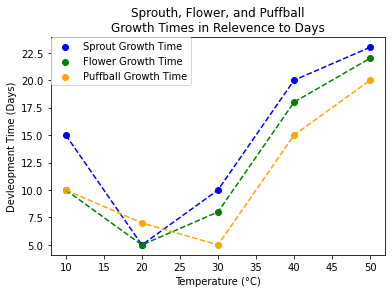 Sprouth, Flower, and Puffball
Growth Times in Relevence to Days
Sprout Growth Time
Flower Growth Time
Puffball Growth Time
Devleopment Time (Days)
22.5
20.0
17.5
15.0
12.5
10.0
7.5
5.0
10 15 20 25 30 35 40 45 50
Temperature (°C)